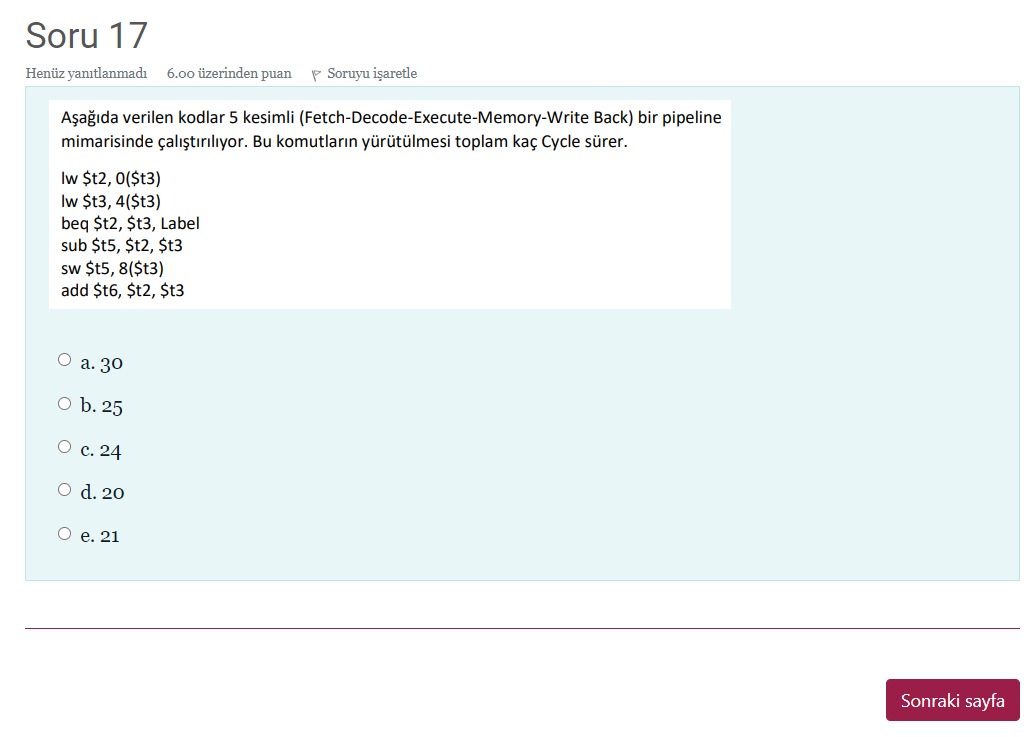 Soru 17
Henüz yanıtlanmadı 6.00 üzerinden puan Soruyu işaretle
Aşağıda verilen kodlar 5 kesimli (Fetch-Decode-Execute-Memory-Write Back) bir pipeline
mimarisinde çalıştırılıyor. Bu komutların yürütülmesi toplam kaç Cycle sürer.
lw $t2, 0($t3)
lw $t3, 4($t3)
beq $t2, $t3, Label
sub $t5, $t2, $t3
sw $t5, 8($t3)
add $t6, $t2, $t3
a. 30
b. 25
c. 24
d. 20
e. 21
Sonraki sayfa